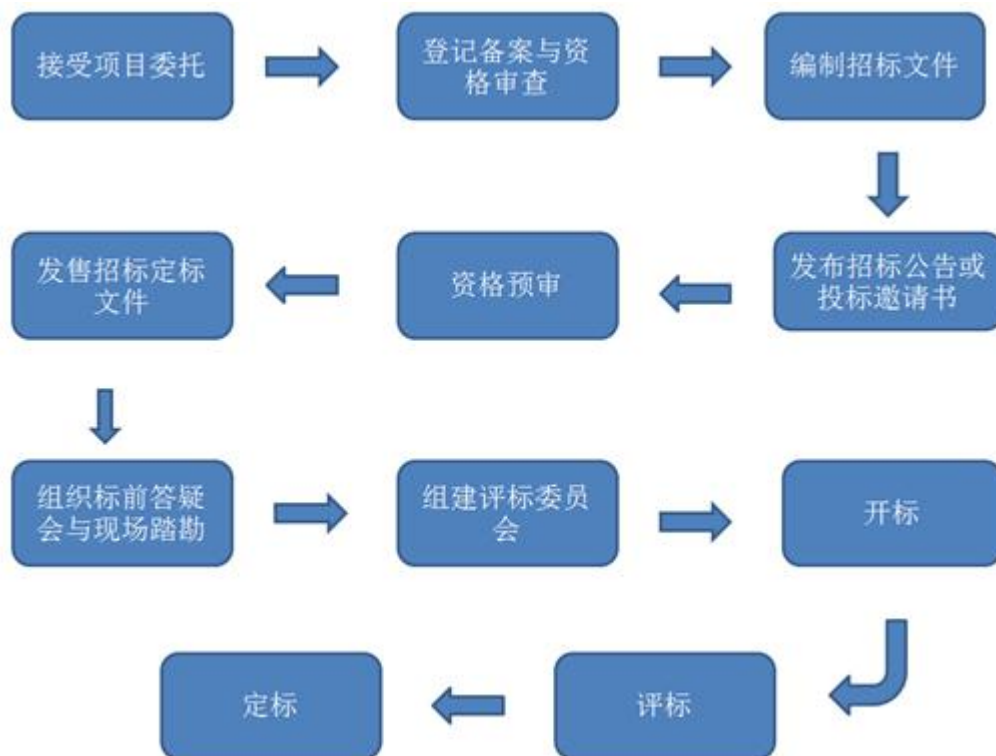 接受项目委托
登记备案与资
格审查
编制招标文件
发布招标公告或
投标邀请书
资格预审
发售招标定标
文件
组织标前答疑
会与现场踏勘
组建评标委员
会
开标
评标
定标